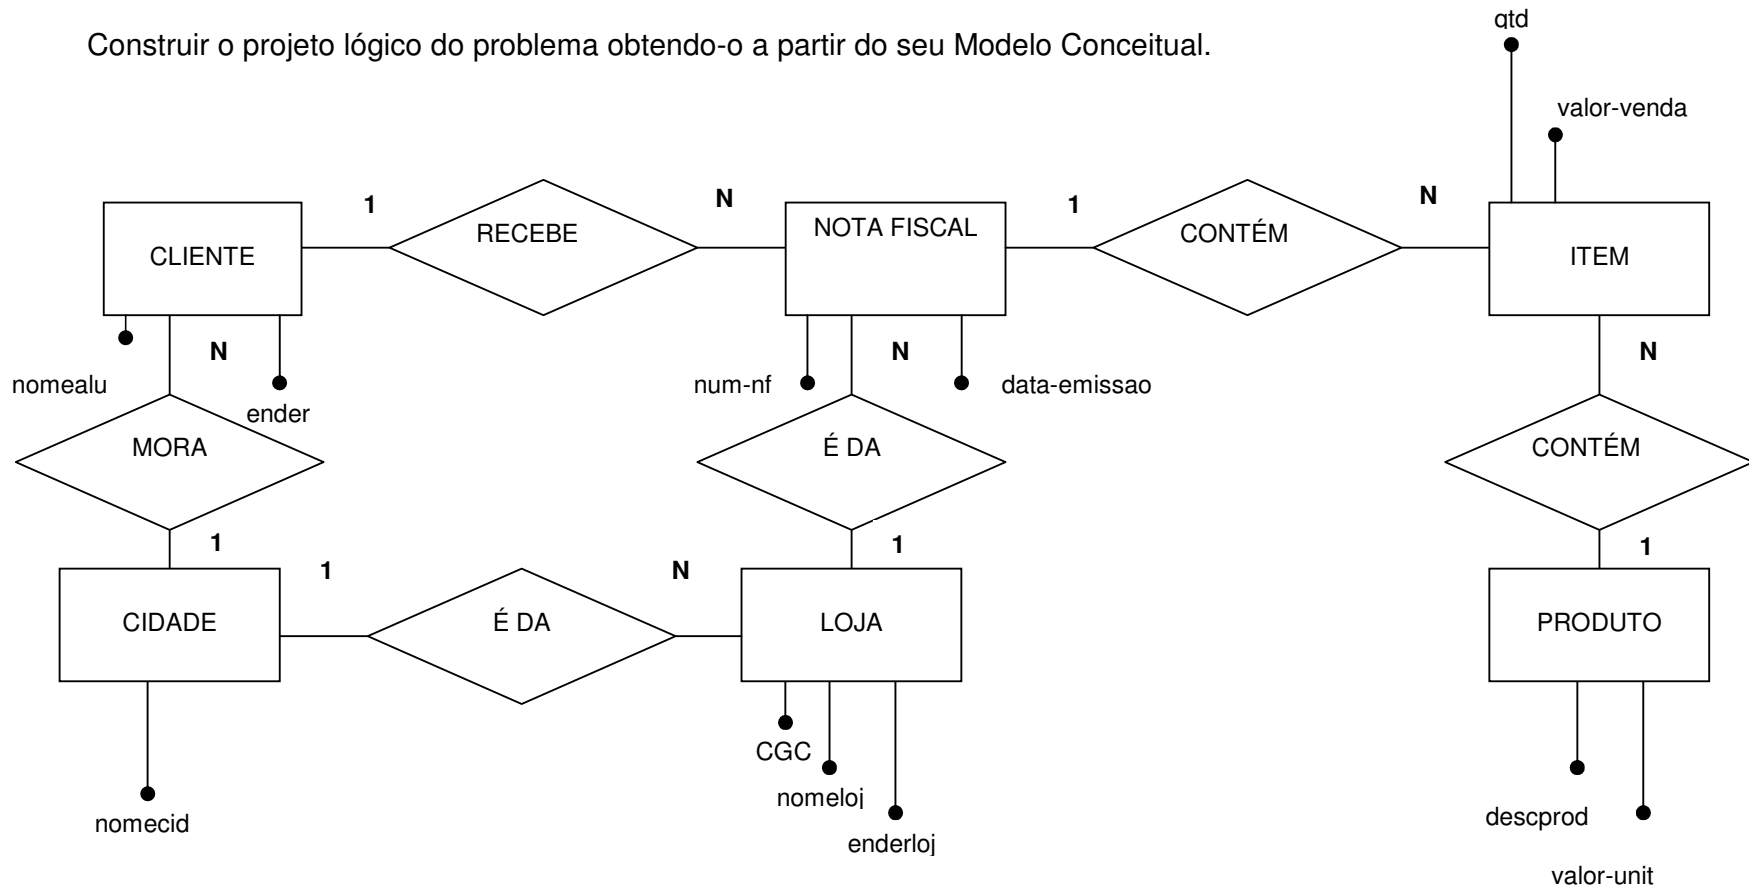 qtd
Construir o projeto lógico do problema obtendo-o a partir do seu Modelo Conceitual.
valor-venda
1
N
1
N
CLIENTE
RECEBE
NOTA FISCAL
CONTÉM
ITEM
N
N
N
nomealu
ender
num-nf
data-emissao
MORA
É DA
CONTÉM
1
1
1
1
N
CIDADE
É DA
LOJA
PRODUTO
CGC
nomeloj
nomecid
enderloj
descprod
valor-unit